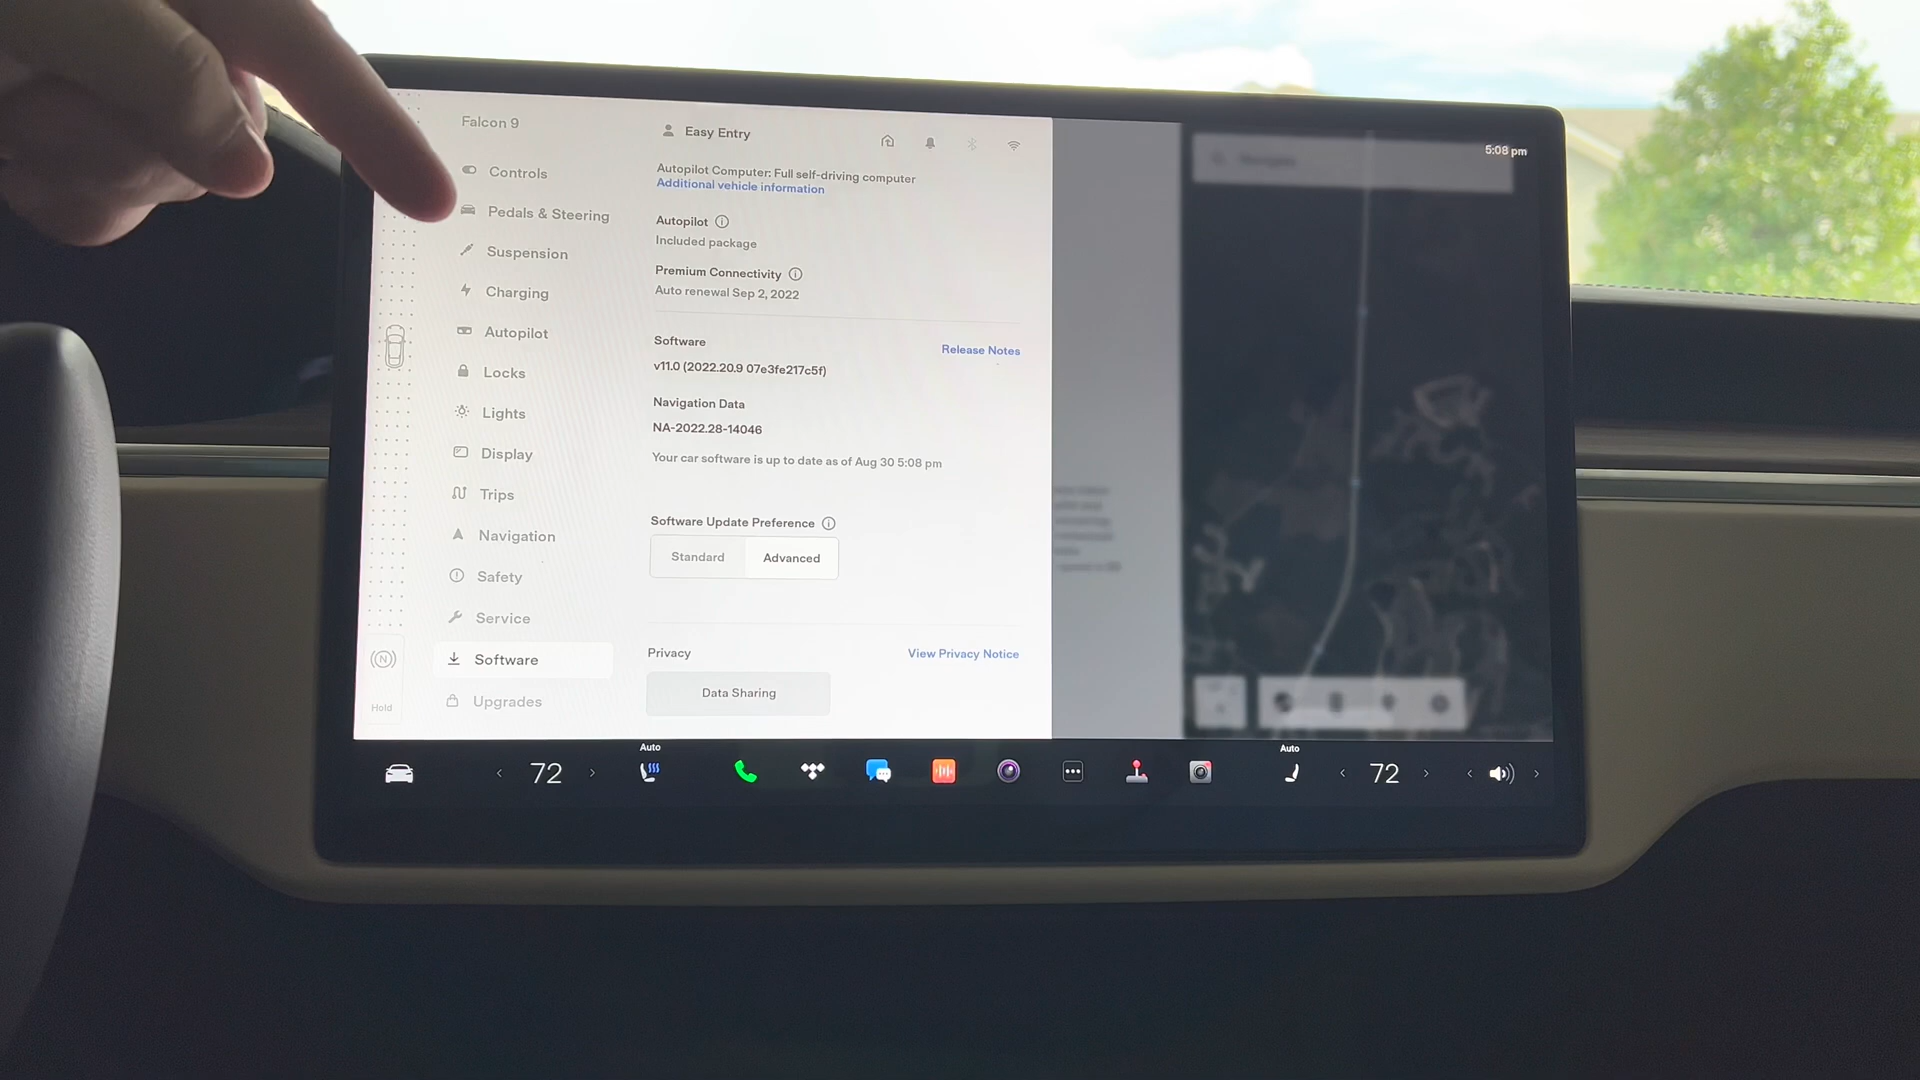 Falcon 9
Easy Entry
5:08 pm
Controls
Pedals & Steering
Suspension
Charging
Autopilot
Locks
Lights
Display
Trips
Navigation
Safety
Service
Software
Upgrades
Autopilot Computer: Full self-driving computer
Additional vehicle information
Autopilot
Included package
Premium Connectivity
Auto renewal Sep 2, 2022
Software
Release Notes
v11.0 (2022.20.9 07e3fe217c5f)
Navigation Data
NA-2022.28-14046
Your car software is up to date as of Aug 30 5:08 pm
Software Update Preference
Standard
Advanced
Privacy
View Privacy Notice
Data Sharing
N
Hold
72
Auto
Auto
72